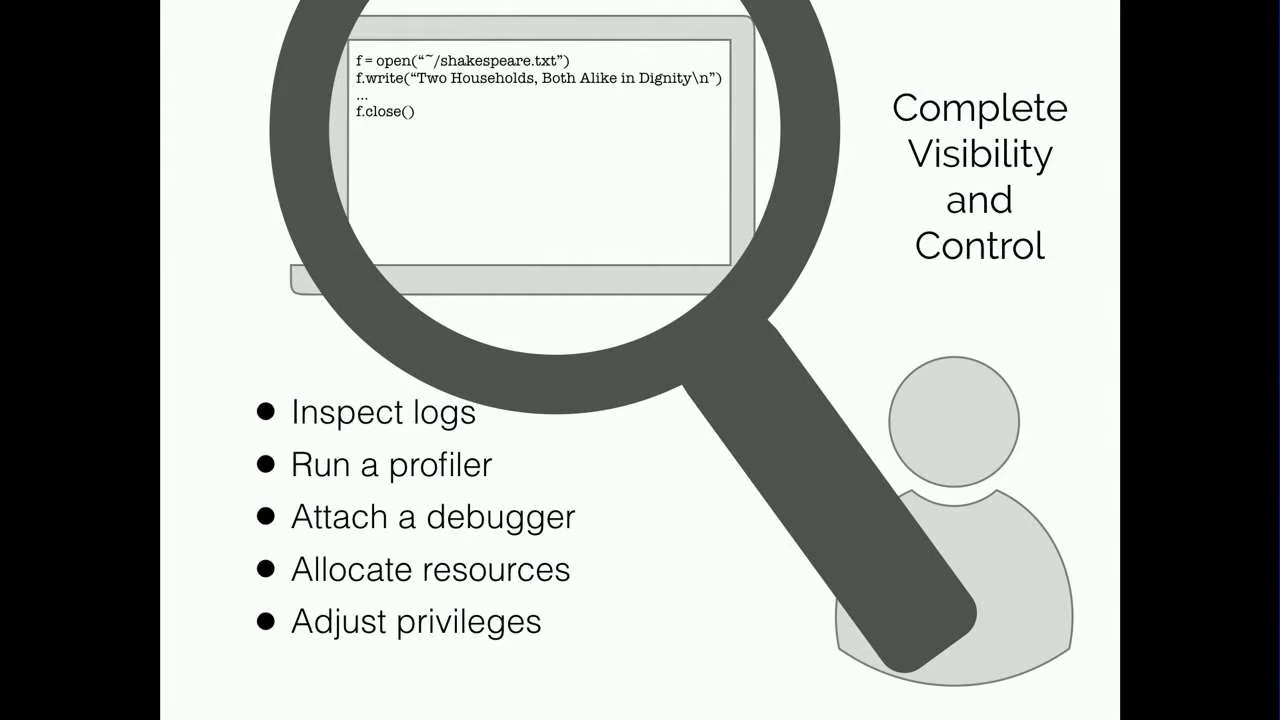 f = open(“~/shakespeare.txt”)
f.write(“Two Households, Both Alike in Dignity\n”)
...
f.close()
Complete
Visibility
and
Control
● Inspect logs
● Run a profiler
● Attach a debugger
● Allocate resources
● Adjust privileges